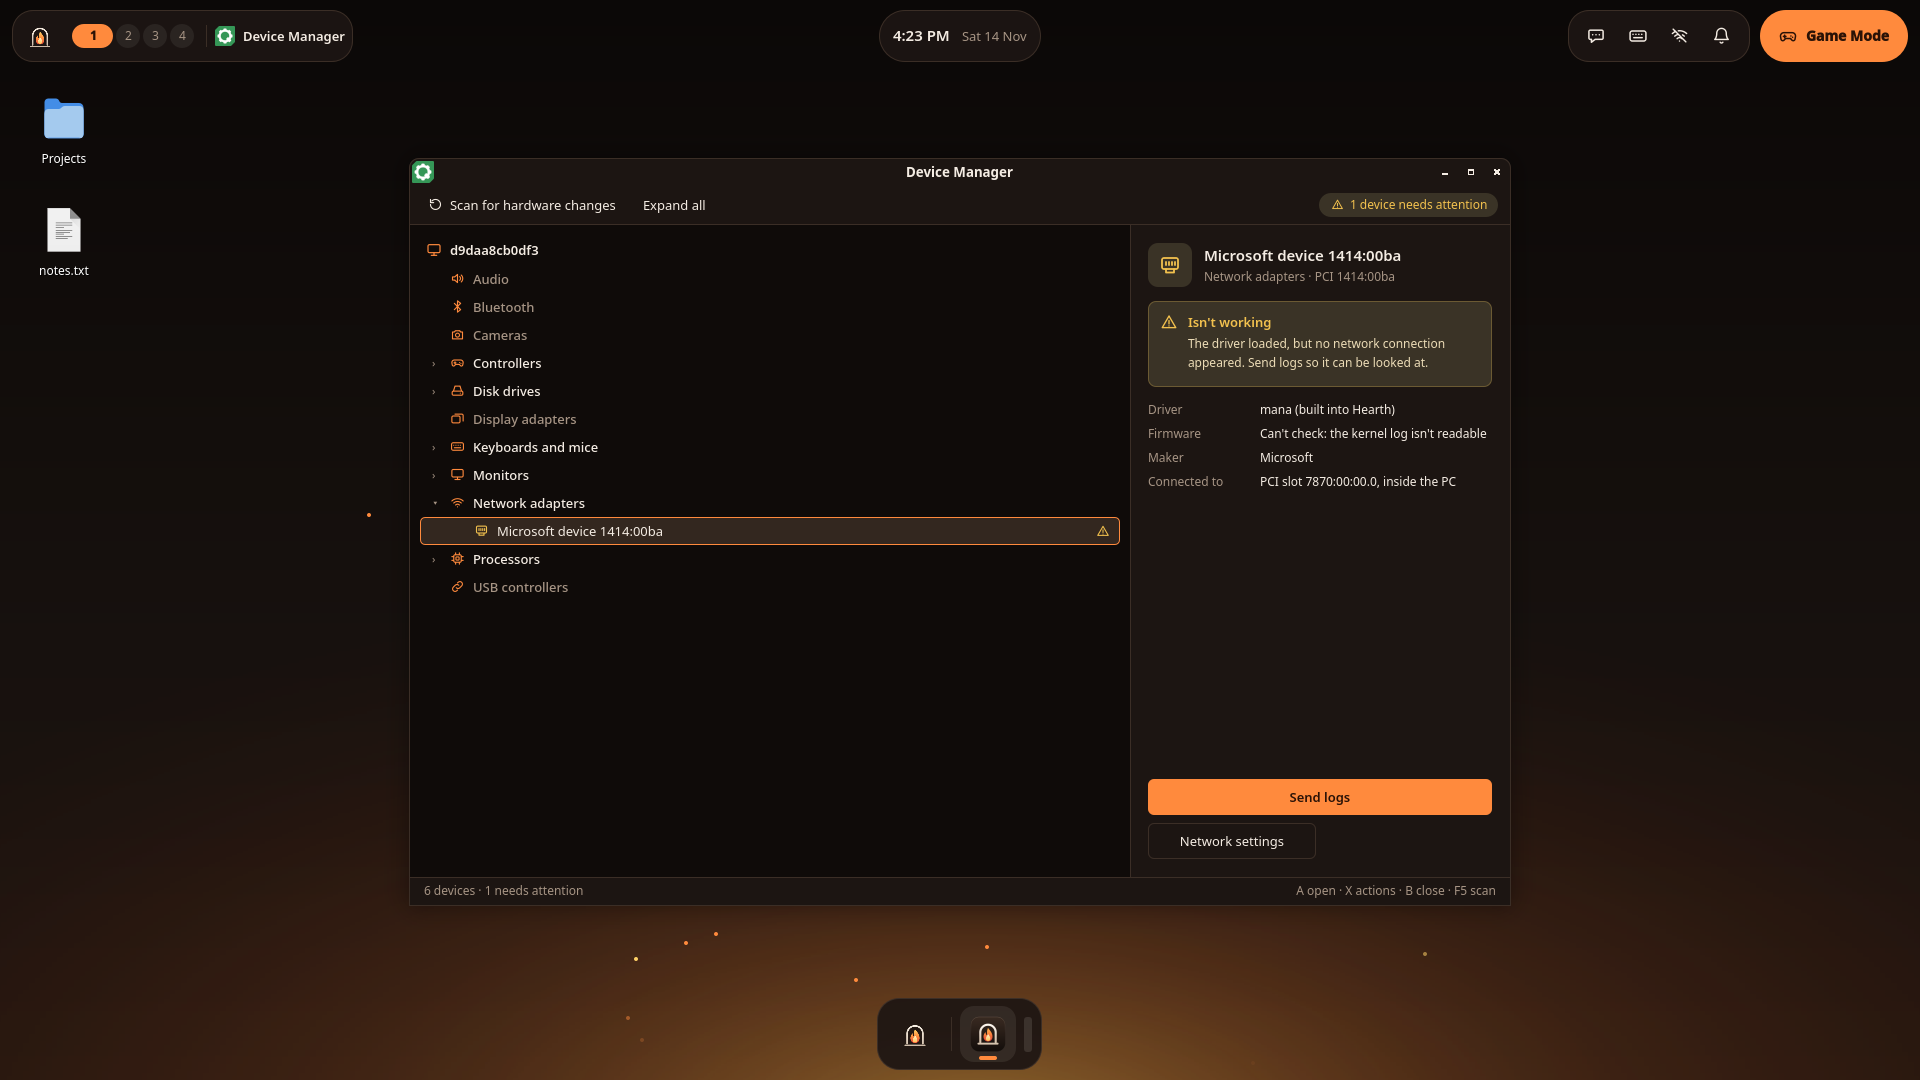 1 2 3 4 Device Manager
4:23 PM Sat 14 Nov
Game Mode
Projects
notes.txt
Device Manager
Scan for hardware changes Expand all
1 device needs attention
d9daa8cb0df3
Audio
Bluetooth
Cameras
Controllers
Disk drives
Display adapters
Keyboards and mice
Monitors
Network adapters
Microsoft device 1414:00ba
Processors
USB controllers
Microsoft device 1414:00ba
Network adapters · PCI 1414:00ba
Isn't working
The driver loaded, but no network connection
appeared. Send logs so it can be looked at.
Driver mana (built into Hearth)
Firmware Can't check: the kernel log isn't readable
Maker Microsoft
Connected to PCI slot 7870:00:00.0, inside the PC
Send logs
Network settings
6 devices · 1 needs attention
A open · X actions · B close · F5 scan